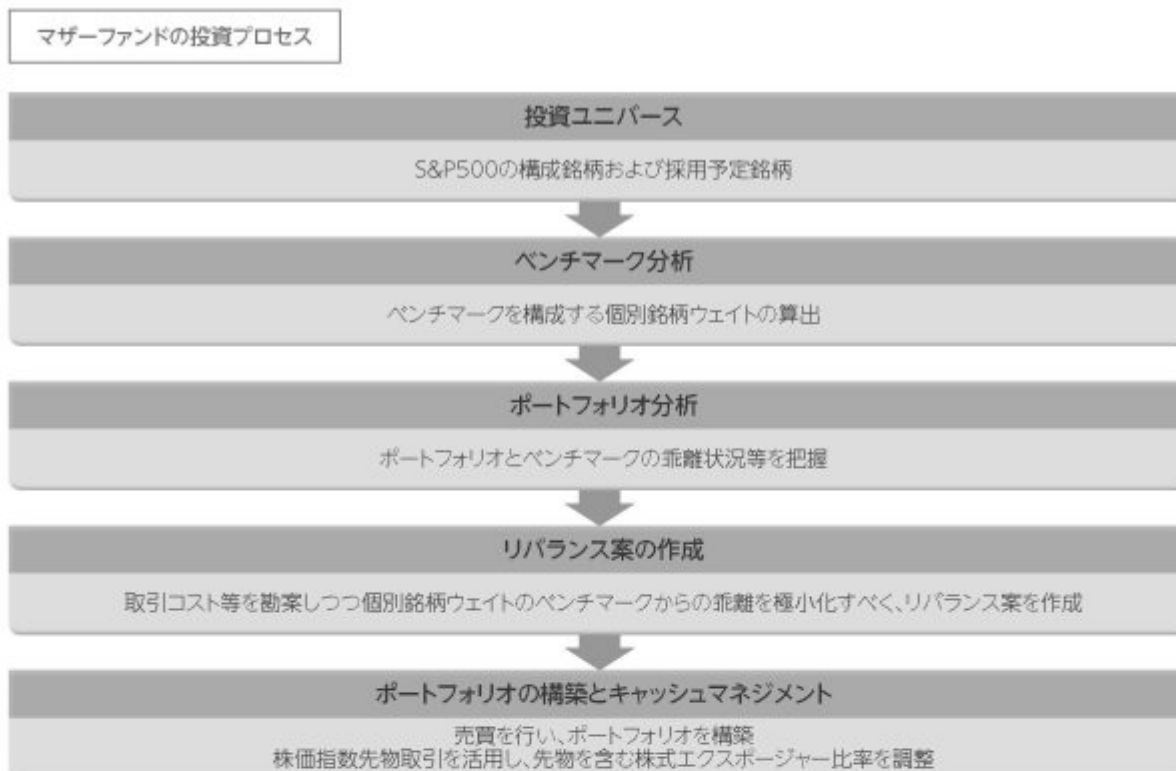 マザーファンドの投資プロセス
投資ユニバース
S&P500の構成銘柄および採用予定銘柄
ベンチマーク分析
ベンチマークを構成する個別銘柄ウェイトの算出
ポートフォリオ分析
ポートフォリオとベンチマークの乖離状況等を把握
リバランス案の作成
取引コスト等を勘案しつつ個別銘柄ウェイトのベンチマークからの乖離を極小化すべく、リバランス案を作成
ポートフォリオの構築とキャッシュマネジメント
売買を行い、ポートフォリオを構築
株価指数先物取引を活用し、先物を含む株式エクスポージャー比率を調整